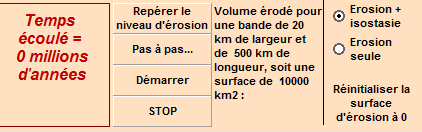 Temps
écoulé =
0 millions
d'années
Repérer le
niveau d'érosion
Pas à pas...
Démarrer
STOP
Volume érodé pour
une bande de 20
km de largeur et
de 500 km de
longueur, soit une
surface de 10000
km2 :
Erosion +
isostasie
Erosion
seule
Réinitialiser la
surface
d'érosion à 0